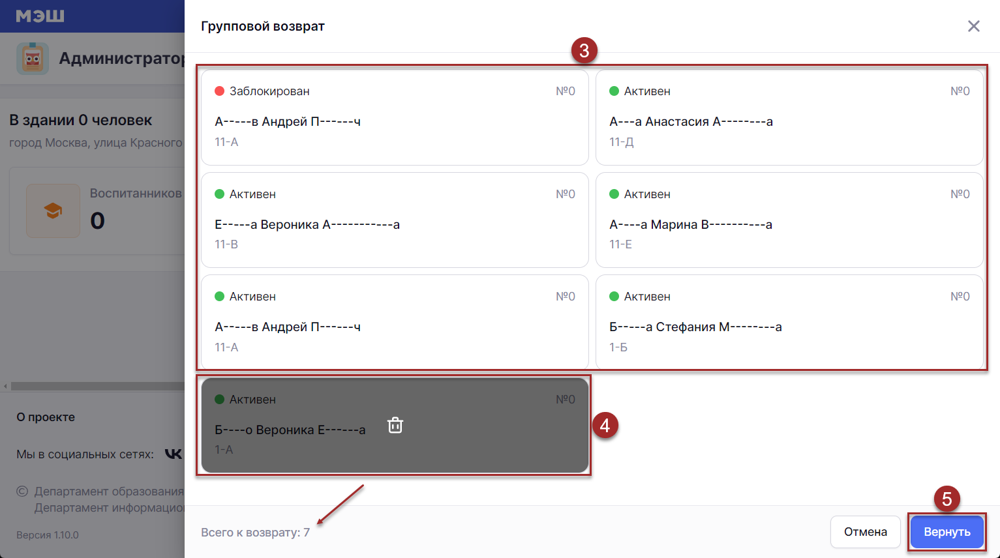 МЭШ
Администратор
В здании 0 человек
город Москва, улица Красного
Воспитанников
0
О проекте
Мы в социальных сетях:
© Департамент образования
Департамент информацион
Версия 1.10.0
Групповой возврат
3
Заблокирован №0
А-----в Андрей П------ч
11-А
Активен №0
А---а Анастасия А--------а
11-Д
Активен №0
Е-----а Вероника А-----------а
11-В
Активен №0
А----а Марина В----------а
11-Е
Активен №0
А-----в Андрей П------ч
11-А
Активен №0
Б-----а Стефания М--------а
1-Б
Активен №0
Б----о Вероника Е------а
1-А
4
Всего к возврату: 7
Отмена
5
Вернуть